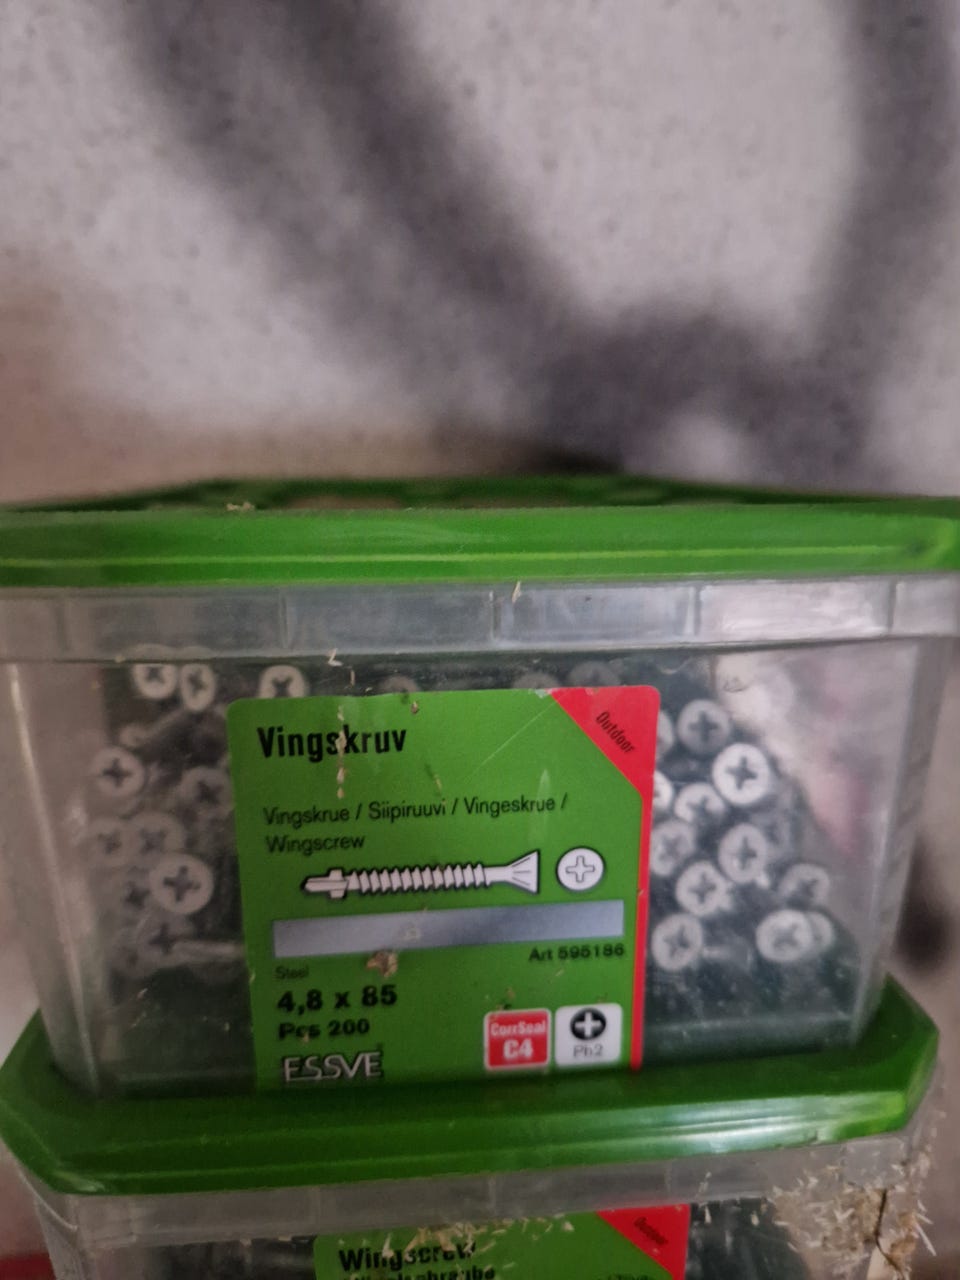 Vingskruv
Outdoor
Vingskrue / Siipiruuvi / Vingeskrue /
Wingscrew
Art 595186
Steel
4,8 x 85
Pcs 200
ESSVE
CorrSeal
C4
Ph2
Wingscrew
Outdoor